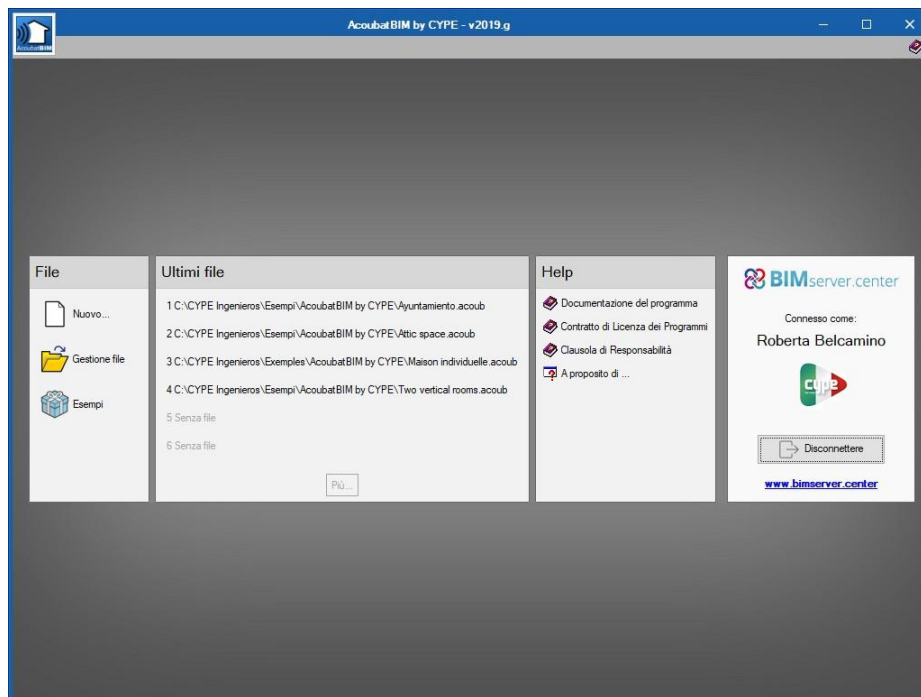 AcoubatBIM by CYPE - v2019.g
AcoubatBIM
File
Nuovo...
Gestione file
Esempi
Ultimi file
1 C:\CYPE Ingenieros\Esempi\AcoubatBIM by CYPE\Ayuntamiento.acoub
2 C:\CYPE Ingenieros\Esempi\AcoubatBIM by CYPE\Attic space.acoub
3 C:\CYPE Ingenieros\Exemples\AcoubatBIM by CYPE\Maison individuelle.acoub
4 C:\CYPE Ingenieros\Esempi\AcoubatBIM by CYPE\Two vertical rooms.acoub
5 Senza file
6 Senza file
Più...
Help
Documentazione del programma
Contratto di Licenza dei Programmi
Clausola di Responsabilità
A proposito di ...
BIMserver.center
Connesso come:
Roberta Belcamino
cype
Disconnettere
www.bimserver.center